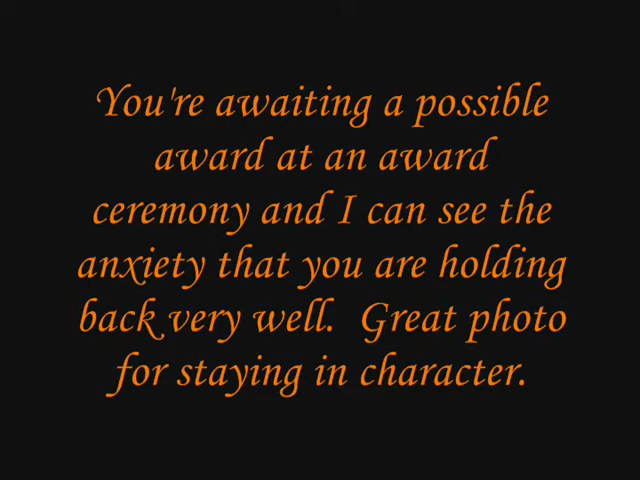 You're awaiting a possible
award at an award
ceremony and I can see the
anxiety that you are holding
back very well.  Great photo
for staying in character.